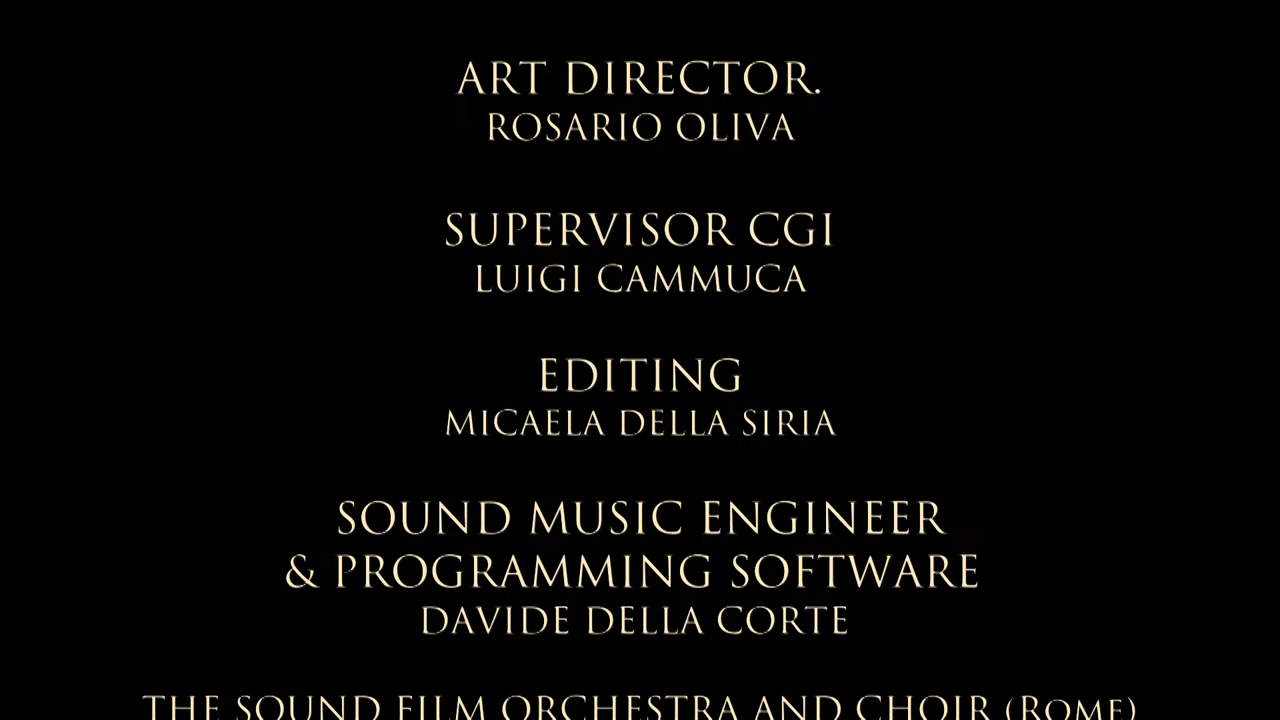 ART DIRECTOR.
ROSARIO OLIVA
SUPERVISOR CGI
LUIGI CAMMUCA
EDITING
MICAELA DELLA SIRIA
SOUND MUSIC ENGINEER
& PROGRAMMING SOFTWARE
DAVIDE DELLA CORTE
THE SOUND FILM ORCHESTRA AND CHOIR (ROME)